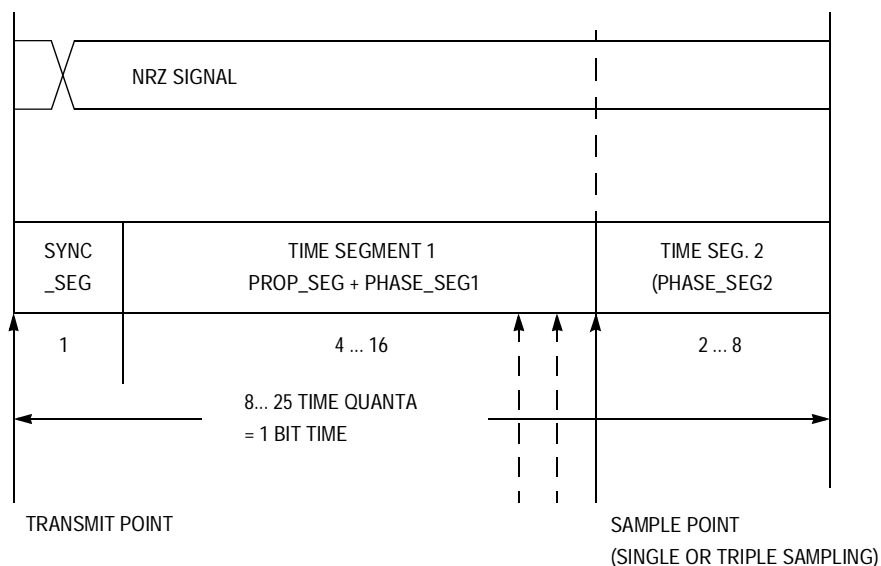 NRZ SIGNAL
SYNC
_SEG
TIME SEGMENT 1
PROP_SEG + PHASE_SEG1
TIME SEG. 2
(PHASE_SEG2
1
4 ... 16
2 ... 8
8... 25 TIME QUANTA
= 1 BIT TIME
TRANSMIT POINT
SAMPLE POINT
(SINGLE OR TRIPLE SAMPLING)